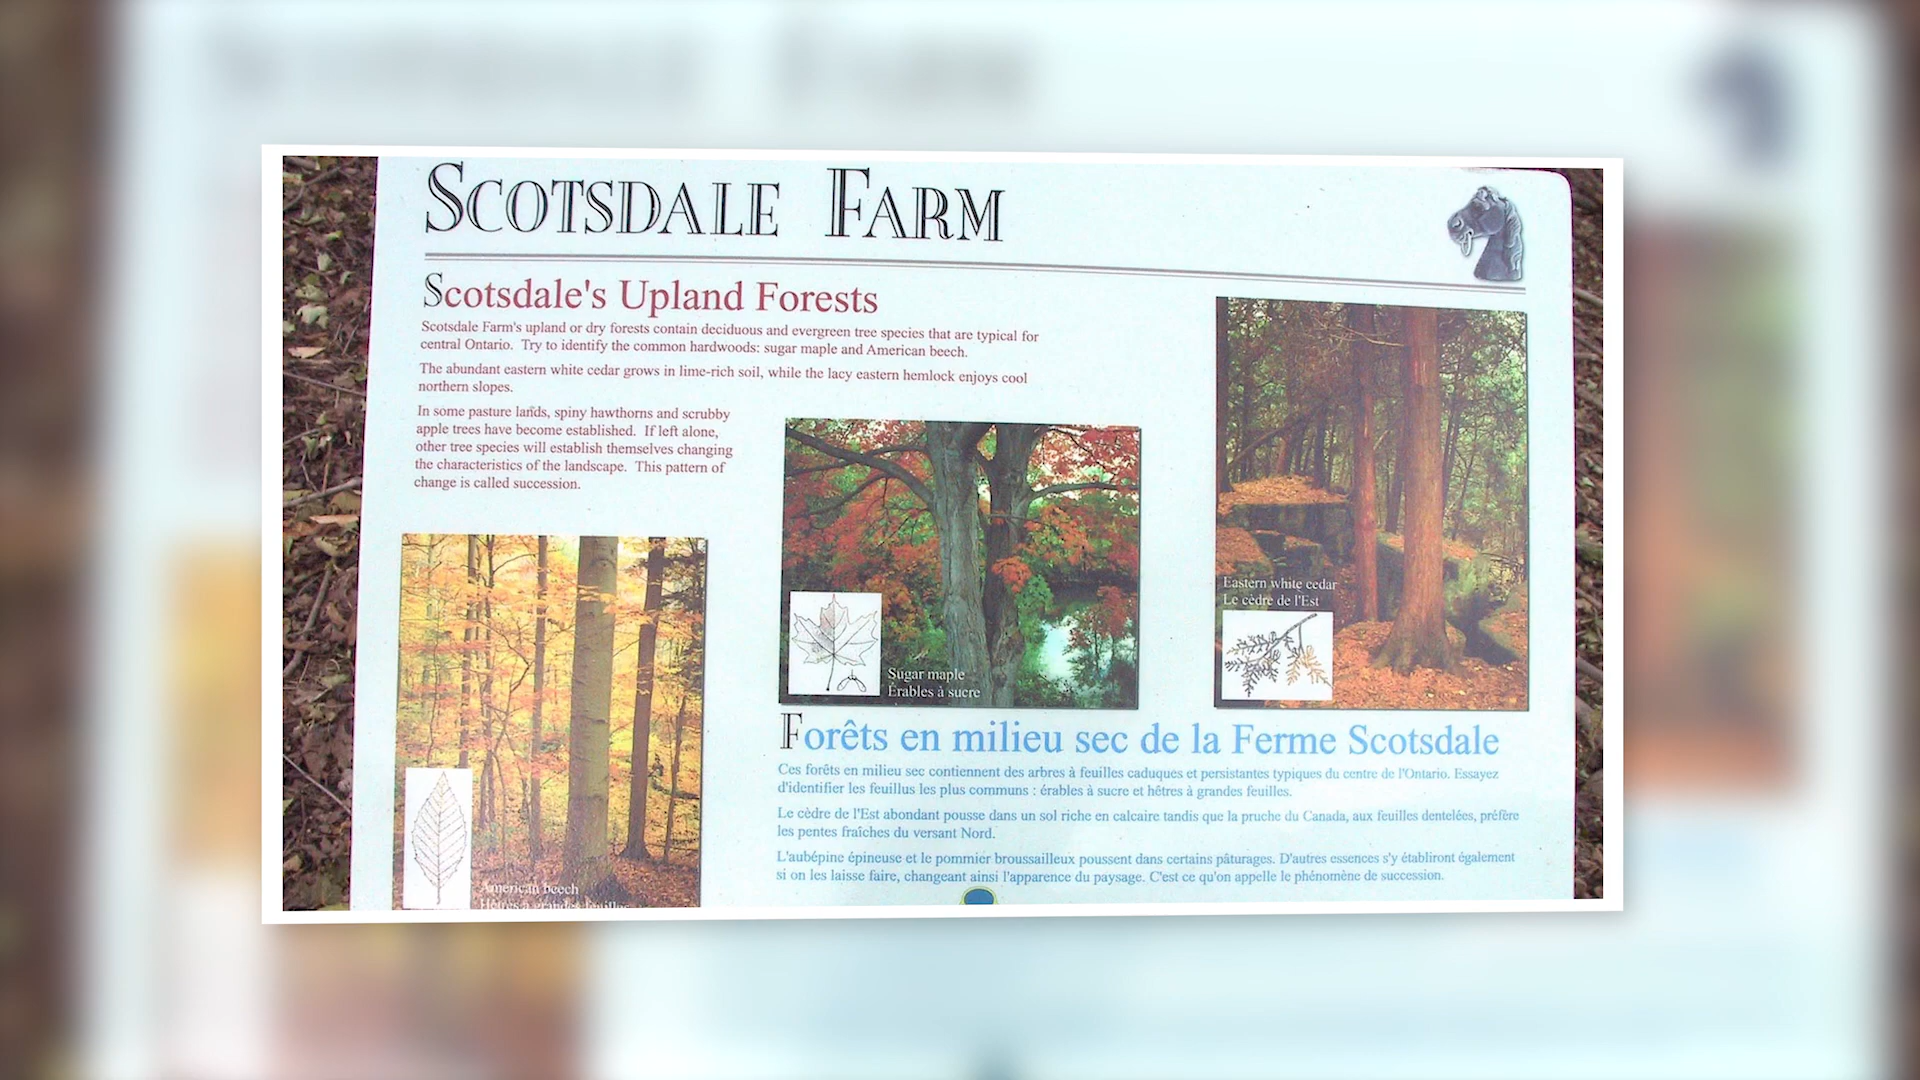 SCOTSDALE FARM
Scotsdale's Upland Forests
Scotsdale Farm's upland or dry forests contain deciduous and evergreen tree species that are typical for
central Ontario. Try to identify the common hardwoods: sugar maple and American beech.
The abundant eastern white cedar grows in lime-rich soil, while the lacy eastern hemlock enjoys cool
northern slopes.
In some pasture lands, spiny hawthorns and scrubby
apple trees have become established. If left alone,
other tree species will establish themselves changing
the characteristics of the landscape. This pattern of
change is called succession.
American beech
Hêtres à grandes feuilles
Sugar maple
Érables à sucre
Eastern white cedar
Le cèdre de l'Est
Forêts en milieu sec de la Ferme Scotsdale
Ces forêts en milieu sec contiennent des arbres à feuilles caduques et persistantes typiques du centre de l'Ontario. Essayez
d'identifier les feuillus les plus communs : érables à sucre et hêtres à grandes feuilles.
Le cèdre de l'Est abondant pousse dans un sol riche en calcaire tandis que la pruche du Canada, aux feuilles dentelées, préfère
les pentes fraîches du versant Nord.
L'aubépine épineuse et le pommier broussailleux poussent dans certains pâturages. D'autres essences s'y établiront également
si on les laisse faire, changeant ainsi l'apparence du paysage. C'est ce qu'on appelle le phénomène de succession.